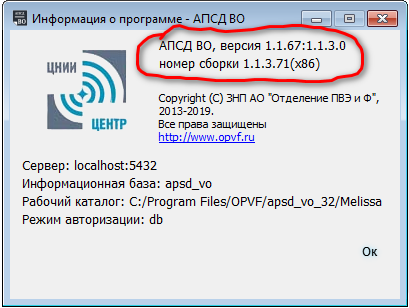 Информация о программе - АПСД ВО
АПСД ВО, версия 1.1.67:1.1.3.0
номер сборки 1.1.3.71(x86)
ЦНИИ
ЦЕНТР
Copyright (C) ЗНП АО "Отделение ПВЭ и Ф",
2013-2019.
Все права защищены
http://www.opvf.ru
Сервер: localhost:5432
Информационная база: apsd_vo
Рабочий каталог: C:/Program Files/OPVF/apsd_vo_32/Melissa
Режим авторизации: db
Ок